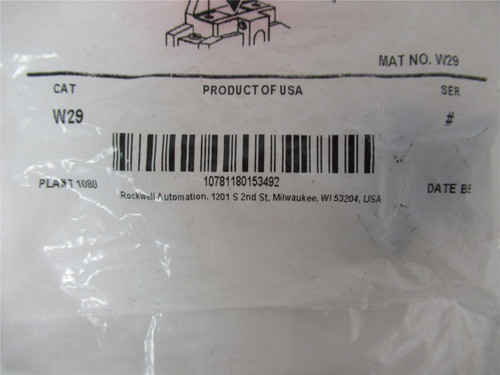 MAT NO. W29
CAT PRODUCT OF USA SER
W29 #
10781180153492
PLANT 1080 DATE BE
Rockwell Automation, 1201 S 2nd St, Milwaukee, WI 53204, USA